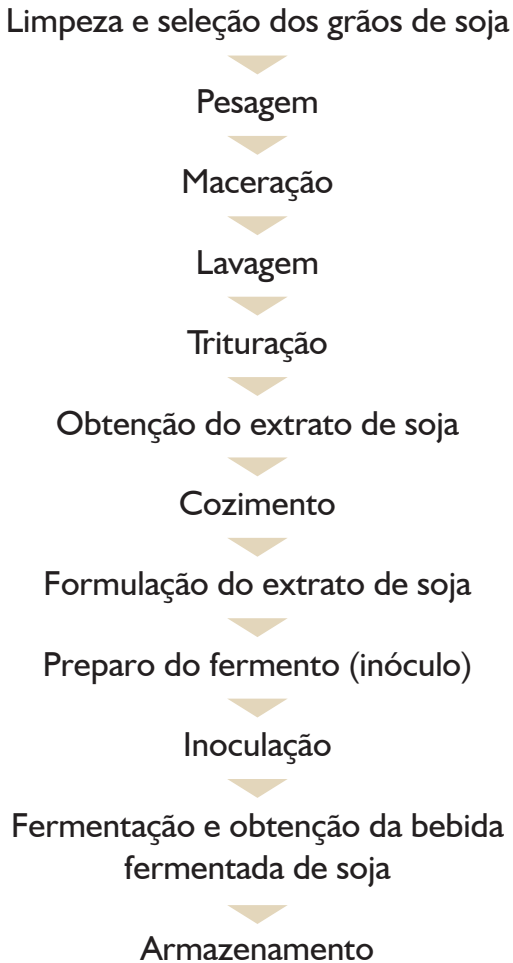 Limpeza e seleção dos grãos de soja
Pesagem
Maceração
Lavagem
Trituração
Obtenção do extrato de soja
Cozimento
Formulação do extrato de soja
Preparo do fermento (inóculo)
Inoculação
Fermentação e obtenção da bebida
fermentada de soja
Armazenamento